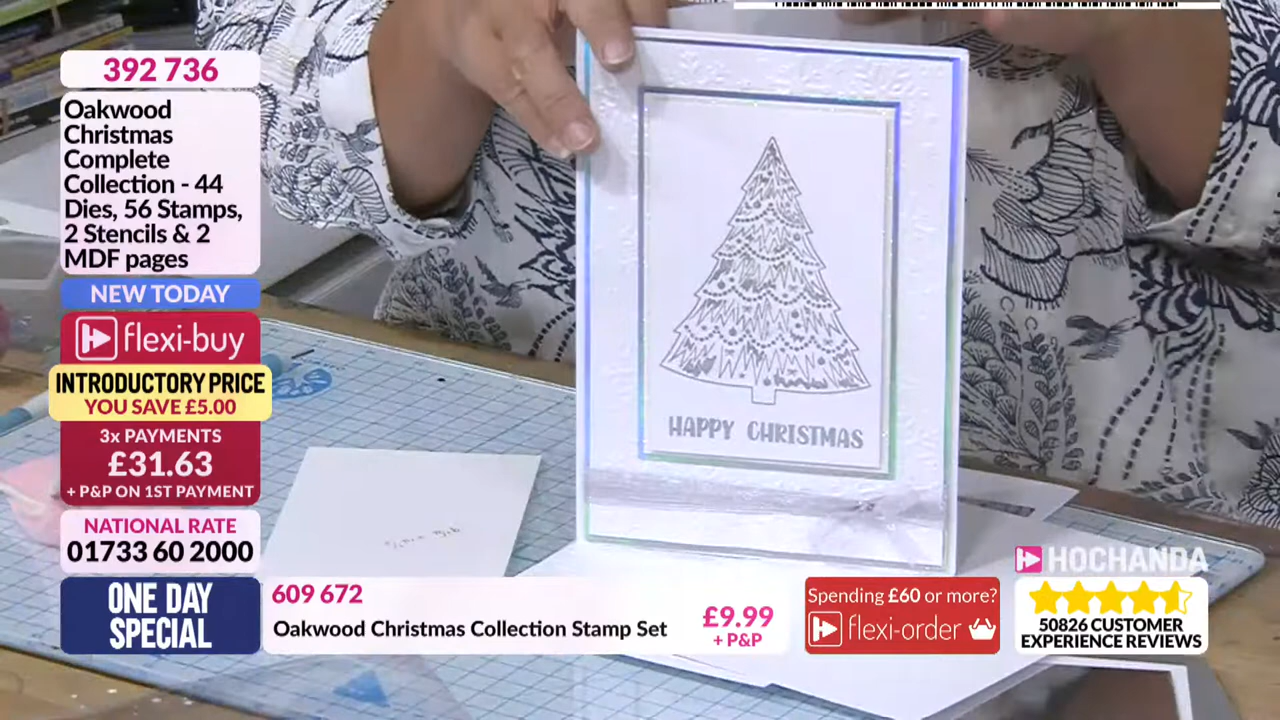 392 736
Oakwood
Christmas
Complete
Collection - 44
Dies, 56 Stamps,
2 Stencils & 2
MDF pages
NEW TODAY
flexi-buy
INTRODUCTORY PRICE
YOU SAVE £5.00
3x PAYMENTS
£31.63
+ P&P ON 1ST PAYMENT
NATIONAL RATE
01733 60 2000
ONE DAY
SPECIAL
HAPPY CHRISTMAS
609 672
Oakwood Christmas Collection Stamp Set
£9.99
+ P&P
Spending £60 or more?
flexi-order
HOCHANDA
50826 CUSTOMER
EXPERIENCE REVIEWS